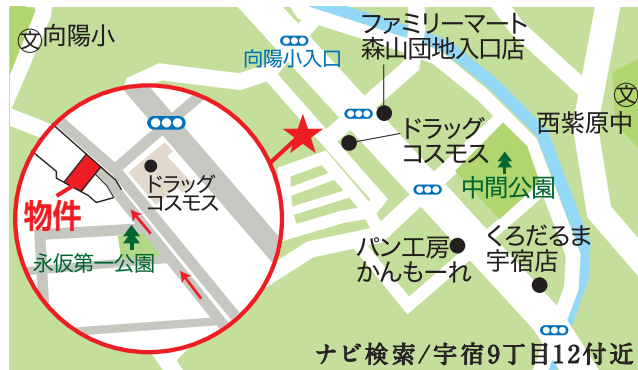 文 向陽小
向陽小入口
ファミリーマート
森山団地入口店
ドラッグ
コスモス
文
西紫原中
中間公園
パン工房
かんもーれ
くろだるま
宇宿店
ドラッグ
コスモス
物件
永仮第一公園
ナビ検索/宇宿9丁目12付近